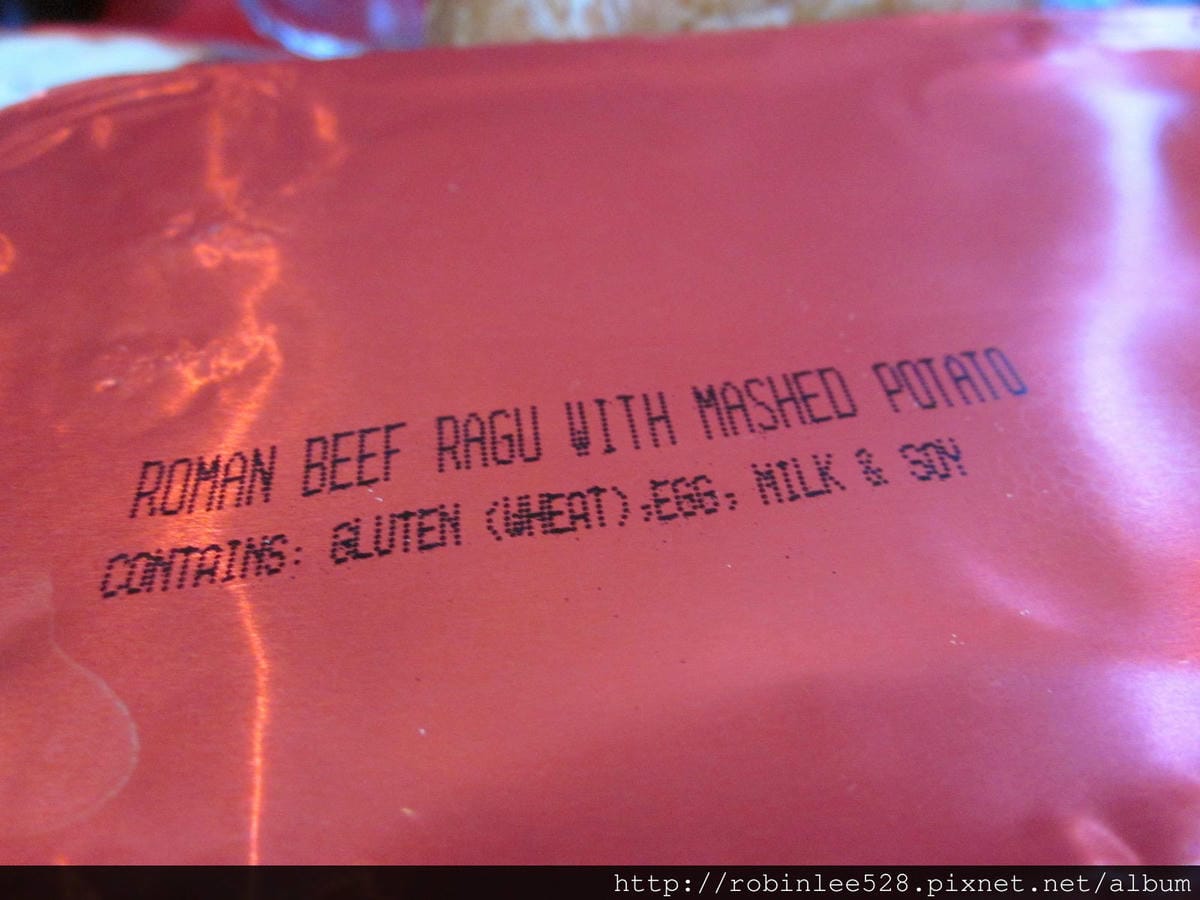 ROMAN BEEF RAGU WITH MASHED POTATO
CONTAINS: GLUTEN (WHEAT),EGG, MILK & SOY
http://robinlee528.pixnet.net/album